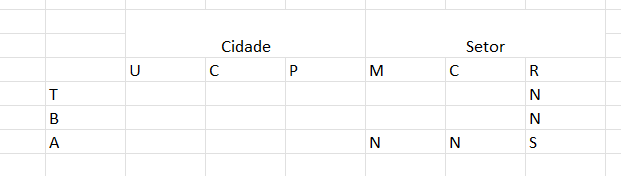 Cidade Setor
U C P M C R
T N
B N
A N N S